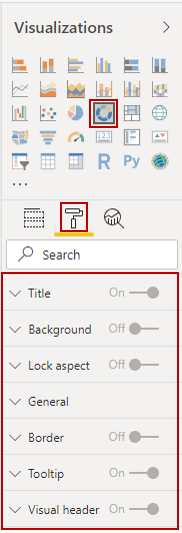 Visualizations
R Py
...
Search
Title On
Background Off
Lock aspect Off
General
Border Off
Tooltip On
Visual header On